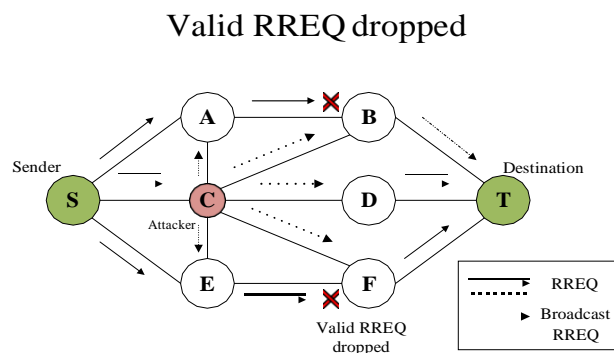 Valid RREQ dropped
A
B
Sender
Destination
S
C
D
T
Attacker
E
F
Valid RREQ
dropped
RREQ
Broadcast
RREQ